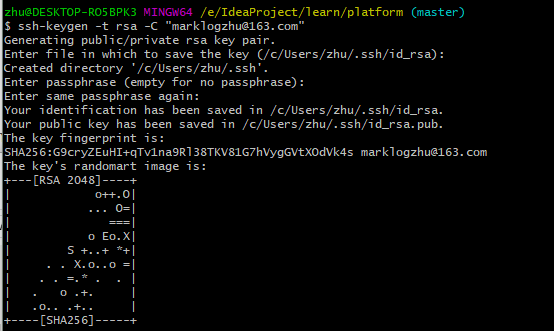 zhu@DESKTOP-RO5BPK3 MINGW64 /e/IdeaProject/learn/platform (master)
$ ssh-keygen -t rsa -C "marklogzhu@163.com"
Generating public/private rsa key pair.
Enter file in which to save the key (/c/Users/zhu/.ssh/id_rsa):
Created directory '/c/Users/zhu/.ssh'.
Enter passphrase (empty for no passphrase):
Enter same passphrase again:
Your identification has been saved in /c/Users/zhu/.ssh/id_rsa.
Your public key has been saved in /c/Users/zhu/.ssh/id_rsa.pub.
The key fingerprint is:
SHA256:G9cryZEuHI+qTv1na9Rl38TKV81G7hVygGVtXOdVk4s marklogzhu@163.com
The key's randomart image is:
+---[RSA 2048]----+
|             o++.O|
|            ... O=|
|               ===|
|            o Eo.X|
|         S +..+ *+|
|      . . X.o..o =|
|     . . =.* .  . |
|    .   o .+.     |
|    .o.. .+..     |
+----[SHA256]-----+